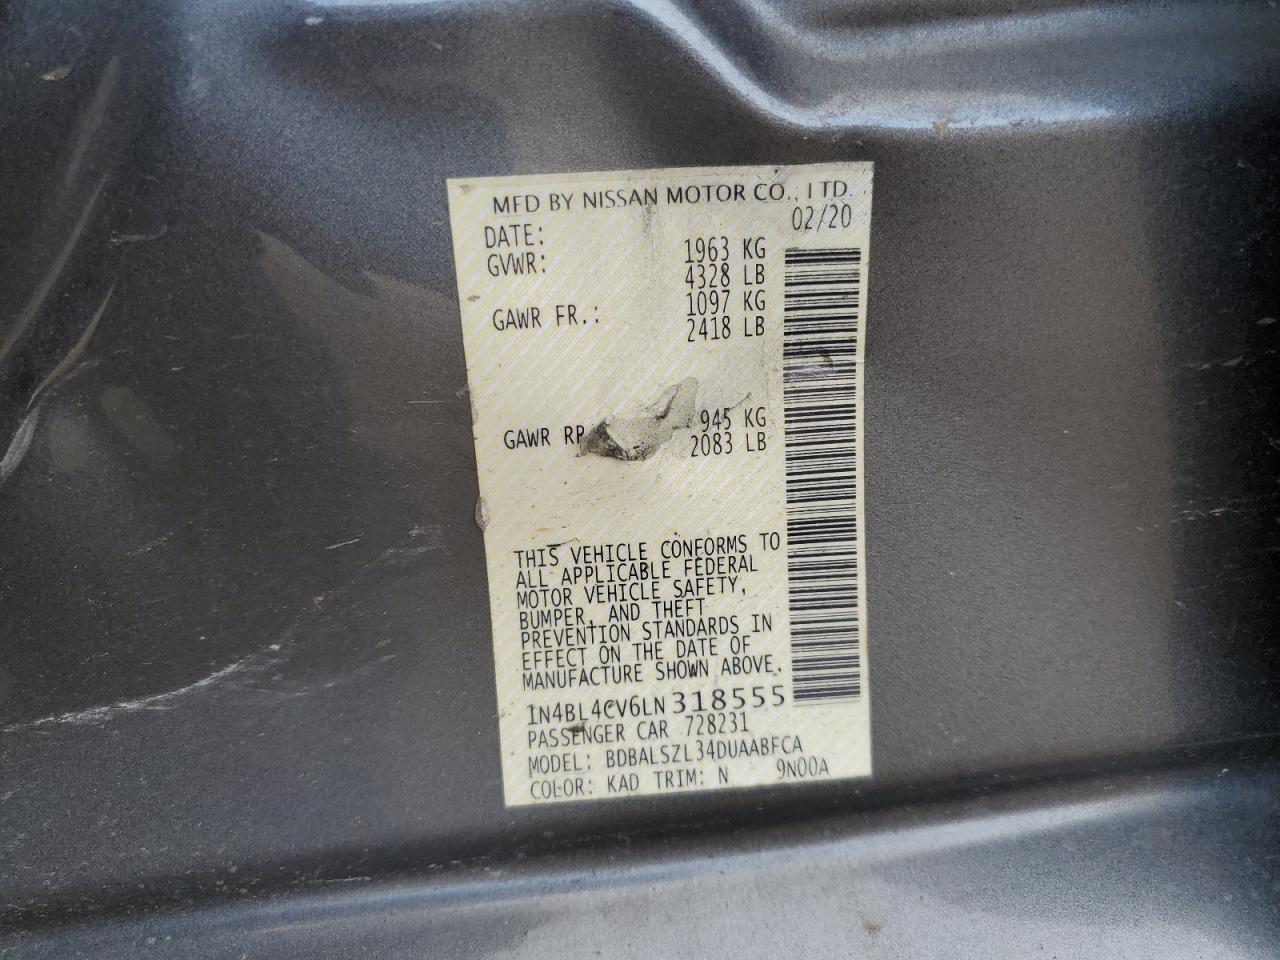 MFD BY NISSAN MOTOR CO., LTD.
DATE: 02/20
GVWR: 1963 KG
4328 LB
GAWR FR.: 1097 KG
2418 LB
GAWR RR 945 KG
2083 LB
THIS VEHICLE CONFORMS TO
ALL APPLICABLE FEDERAL
MOTOR VEHICLE SAFETY,
BUMPER, AND THEFT
PREVENTION STANDARDS IN
EFFECT ON THE DATE OF
MANUFACTURE SHOWN ABOVE.
1N4BL4CV6LN318555
PASSENGER CAR 728231
MODEL: BDBALSZL34DUAABFCA
COLOR: KAD TRIM: N 9N00A